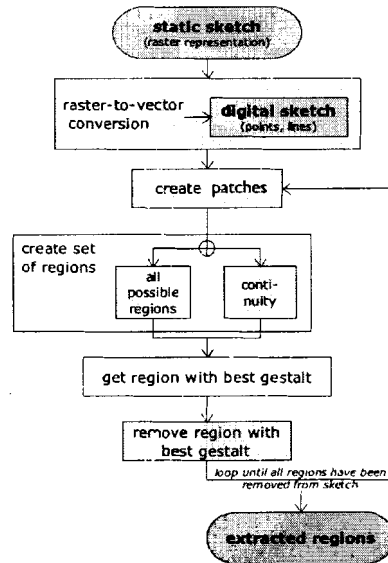 static sketch
(raster representation)
raster-to-vector
conversion
digital sketch
(points, lines)
create patches
create set
of regions
all
possible
regions
conti-
nuity
get region with best gestalt
remove region with
best gestalt
loop until all regions have been
removed from sketch
extracted regions